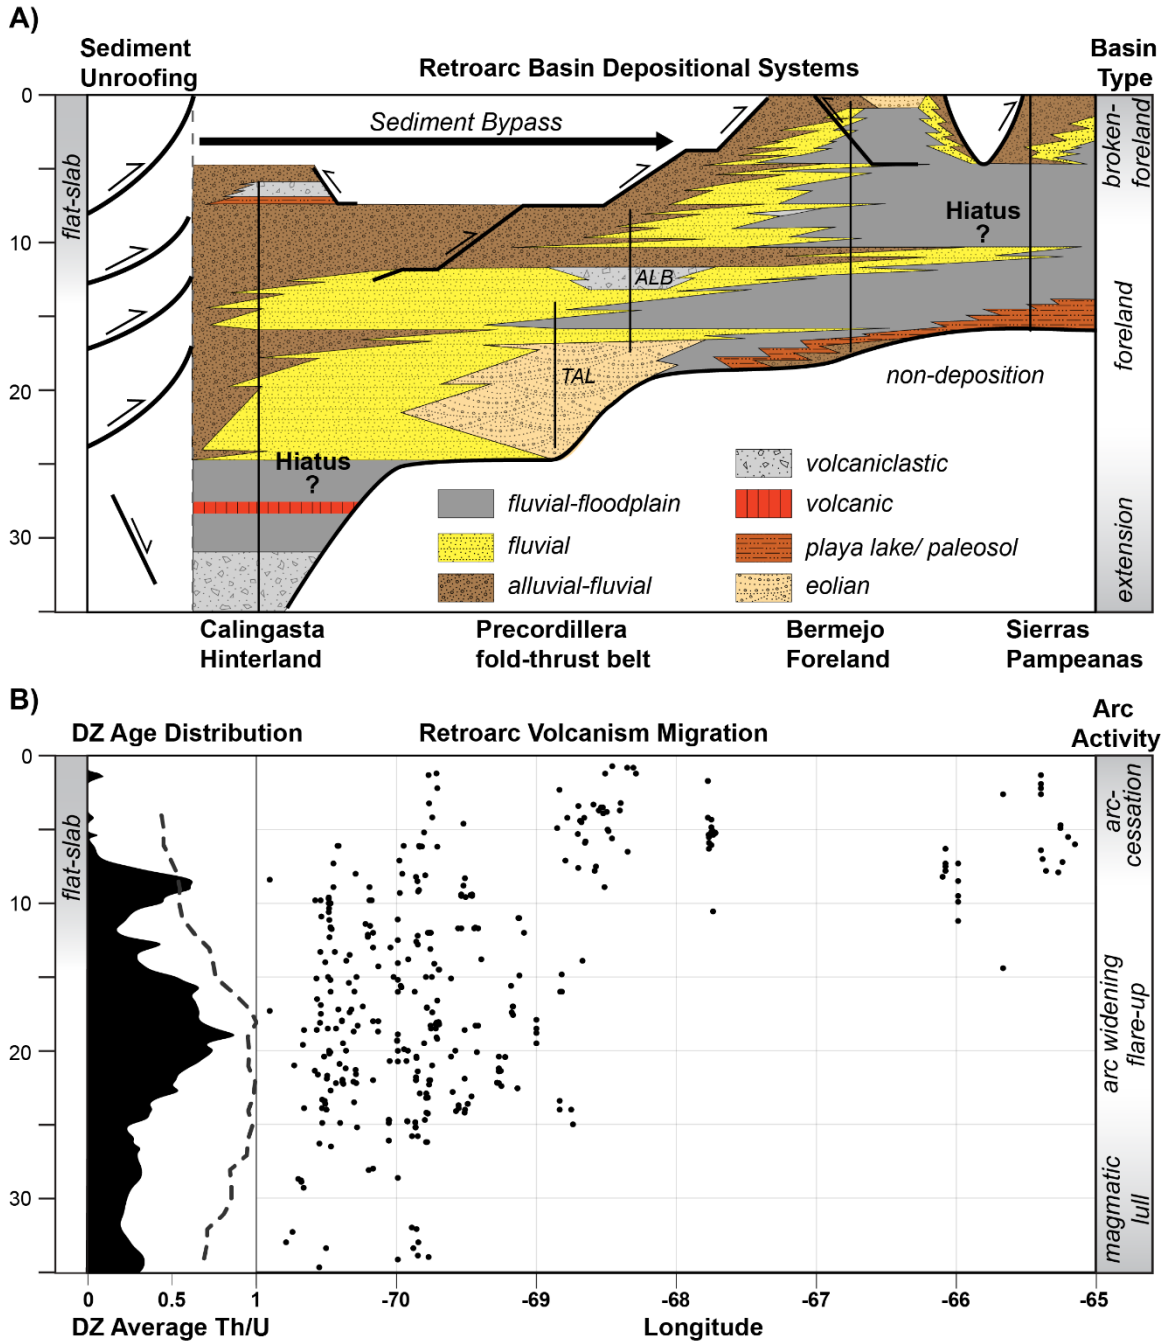 A)
Sediment
Unroofing
Retroarc Basin Depositional Systems
Basin
Type
0
10
20
30
flat-slab
Sediment Bypass
ALB
TAL
Hiatus
?
Hiatus
?
non-deposition
broken-
foreland
foreland
extension
fluvial-floodplain
fluvial
alluvial-fluvial
volcaniclastic
volcanic
playa lake/ paleosol
eolian
Calingasta
Hinterland
Precordillera
fold-thrust belt
Bermejo
Foreland
Sierras
Pampeanas
B)
DZ Age Distribution
Retroarc Volcanism Migration
Arc
Activity
0
10
20
30
flat-slab
arc-
cessation
arc widening
flare-up
magmatic
lull
0 0.5 1 -70 -69 -68 -67 -66 -65
DZ Average Th/U
Longitude